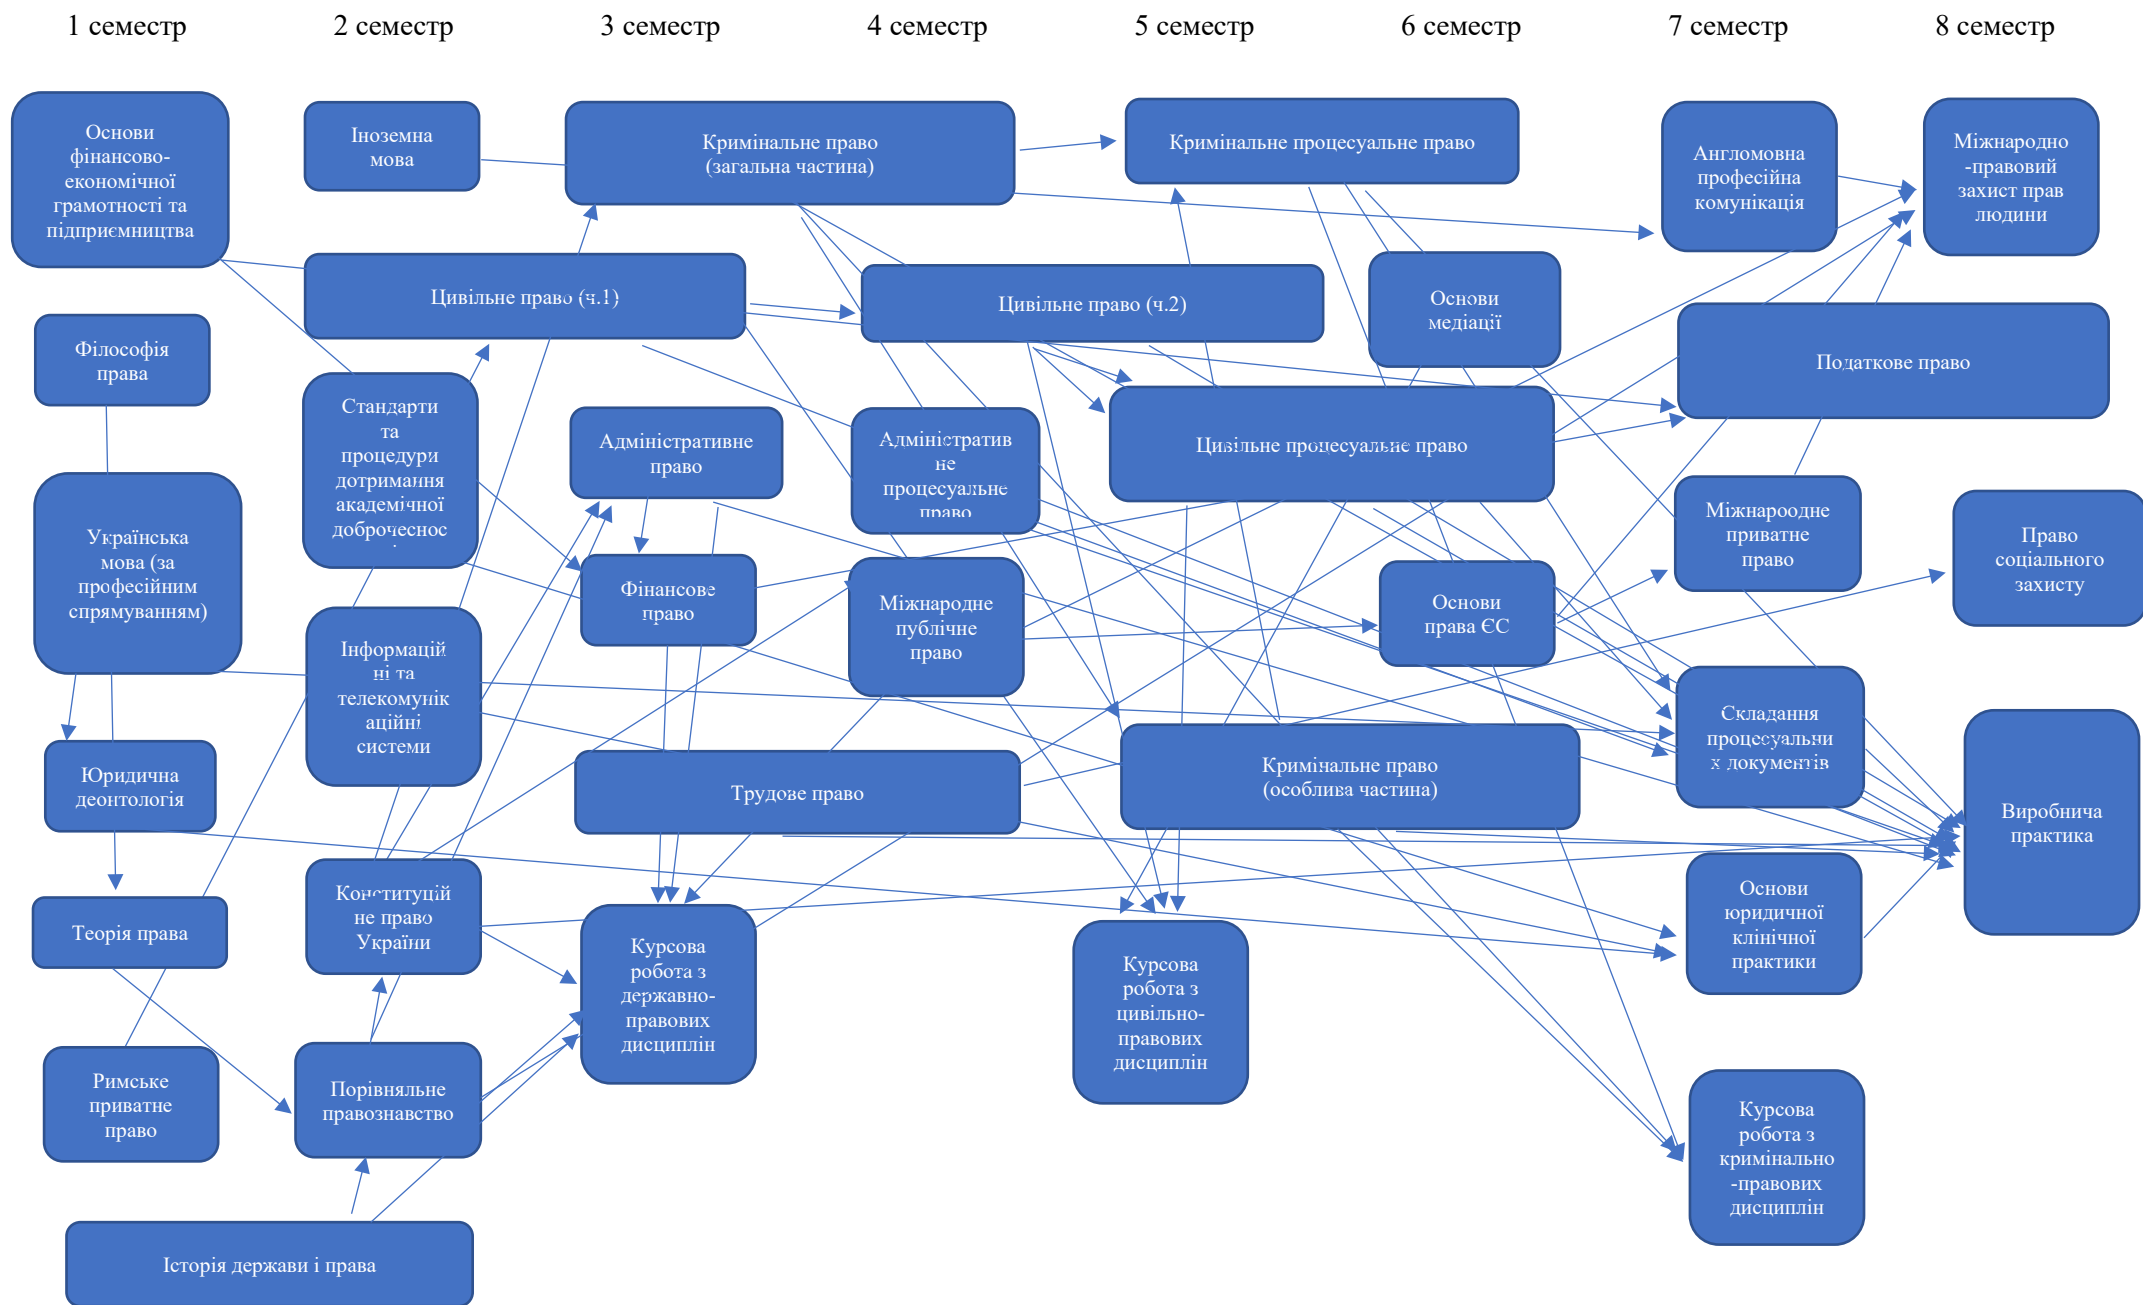 1 семестр
2 семестр
3 семестр
4 семестр
5 семестр
6 семестр
7 семестр
8 семестр
Основи
фінансово-
економічної
грамотності та
підприємництва
Іноземна
мова
Кримінальне право
(загальна частина)
Кримінальне процесуальне право
Англомовна
професійна
комунікація
Міжнародно
-правовий
захист прав
людини
Цивільне право (ч.1)
Цивільне право (ч.2)
Основи
медіації
Філософія
права
Податкове право
Стандарти
та
процедури
дотримання
академічної
доброчеснос
і
Адміністративне
право
Адміністратив
не
процесуальне
право
Цивільне процесуальне право
Українська
мова (за
професійним
спрямуванням)
Міжнароодне
приватне
право
Право
соціального
захисту
Фінансове
право
Міжнародне
публічне
право
Основи
права ЄС
Інформацій
ні та
телекомунік
аційні
системи
Складання
процесуальни
х документів
Юридична
деонтологія
Трудове право
Кримінальне право
(особлива частина)
Виробнича
практика
Теорія права
Конституцій
не право
України
Основи
юридичної
клінічної
практики
Курсова
робота з
державно-
правових
дисциплін
Курсова
робота з
цивільно-
правових
дисциплін
Римське
приватне
право
Порівняльне
правознавство
Курсова
робота з
кримінально
-правових
дисциплін
Історія держави і права